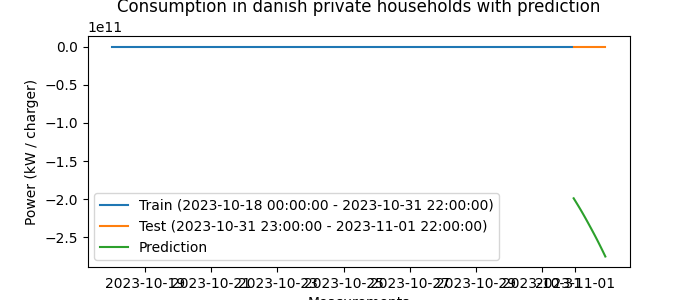 Consumption in danish private households with prediction
1e11
0.0
−0.5
−1.0
−1.5
−2.0
−2.5
Power (kW / charger)
Train (2023-10-18 00:00:00 - 2023-10-31 22:00:00)
Test (2023-10-31 23:00:00 - 2023-11-01 22:00:00)
Prediction
2023-10-19 2023-10-21 2023-10-23 2023-10-25 2023-10-27 2023-10-29 2023-10-31 2023-11-01
Measurements